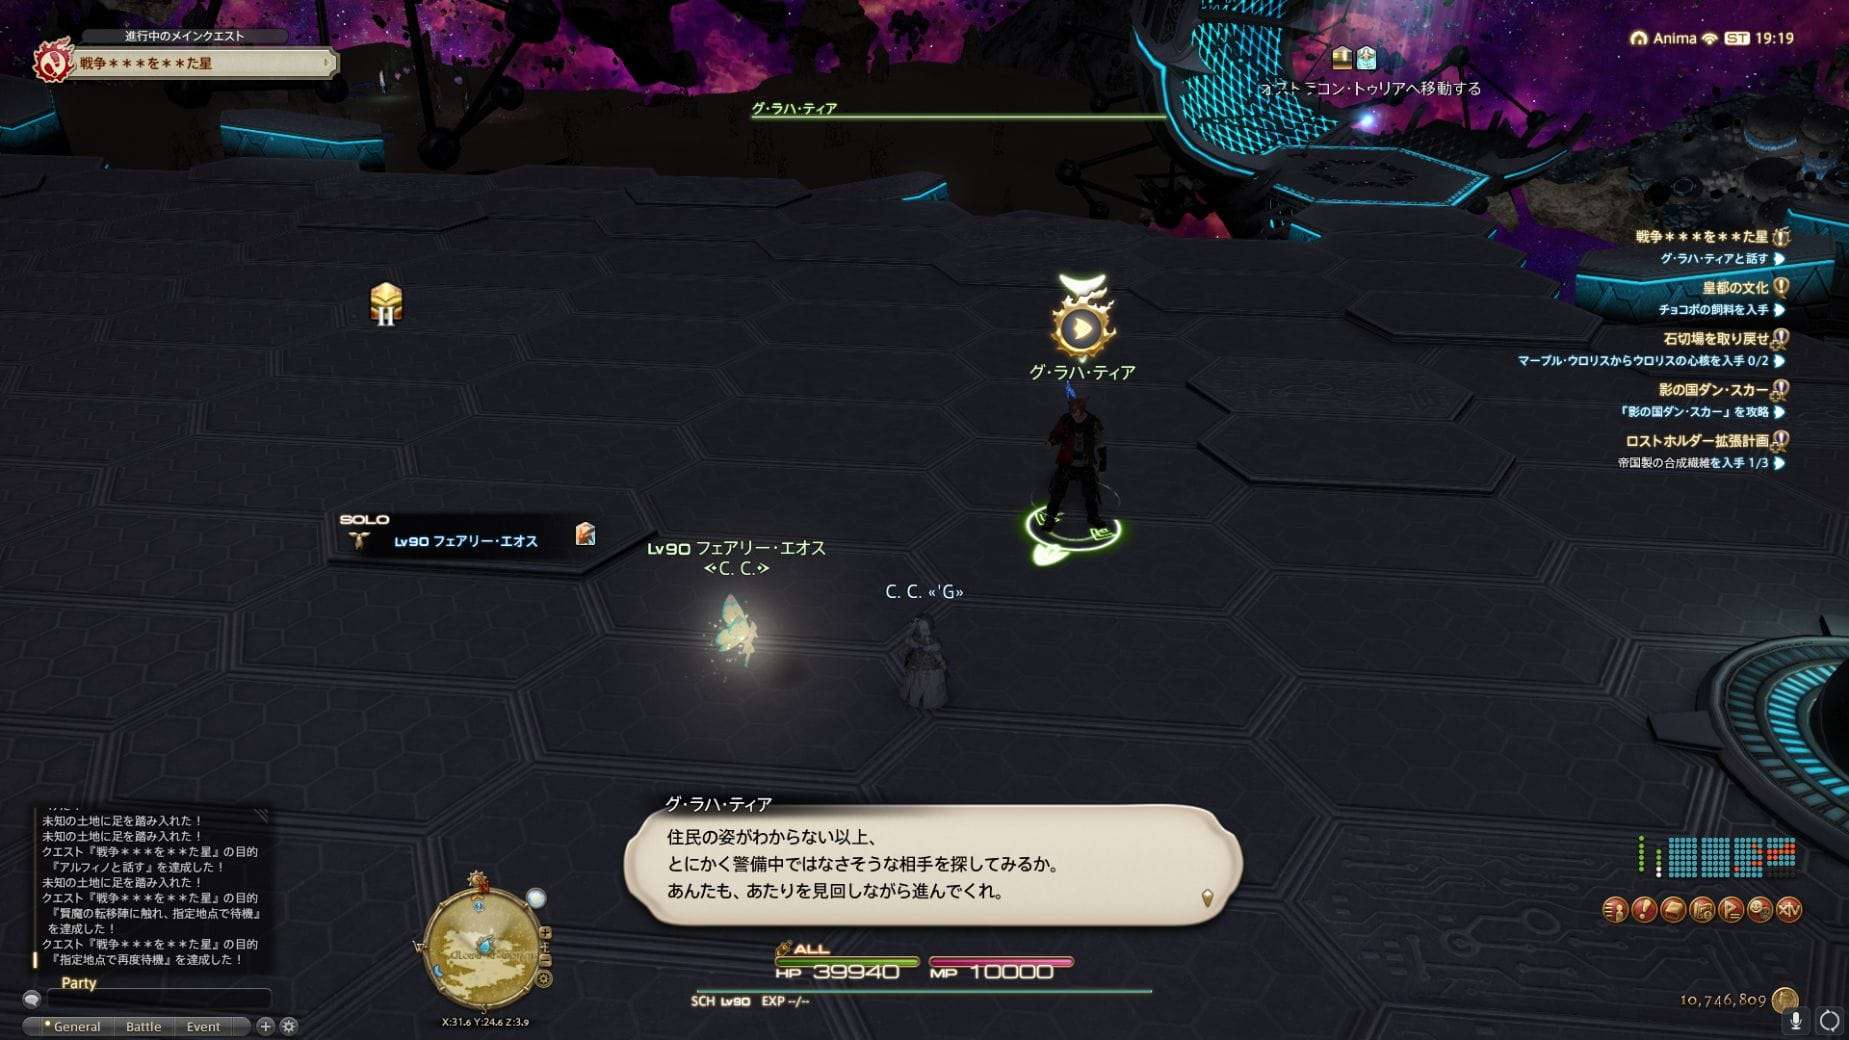 進行中のメインクエスト
戦争＊＊＊を＊＊た星
Anima ST 19:19
オストラコン・トゥリアへ移動する
グ・ラハ・ティア
戦争＊＊＊を＊＊た星
グ・ラハ・ティアと話す
皇都の文化
チョコボの飼料を入手
石切場を取り戻せ
マーブル・ウロリスからウロリスの心核を入手 0/2
影の国ダン・スカー
「影の国ダン・スカー」を攻略
ロストホルダー拡張計画
帝国製の合成繊維を入手 1/3
H
グ・ラハ・ティア
SOLO
Lv90 フェアリー・エオス
Lv90 フェアリー・エオス
<<C. C.>>
C. C. «'G»
グ・ラハ・ティア
住民の姿がわからない以上、
とにかく警備中ではなさそうな相手を探してみるか。
あんたも、あたりを見回しながら進んでくれ。
未知の土地に足を踏み入れた！
未知の土地に足を踏み入れた！
クエスト『戦争＊＊＊を＊＊た星』の目的
『アルフィノと話す』を達成した！
未知の土地に足を踏み入れた！
クエスト『戦争＊＊＊を＊＊た星』の目的
『賢魔の転移陣に触れ、指定地点で待機』
を達成した！
クエスト『戦争＊＊＊を＊＊た星』の目的
『指定地点で再度待機』を達成した！
Party
General Battle Event
X:31.6 Y:24.6 Z:3.9
ALL
HP 39940 MP 10000
SCH Lv90 EXP --/--
XIV
10,746,809